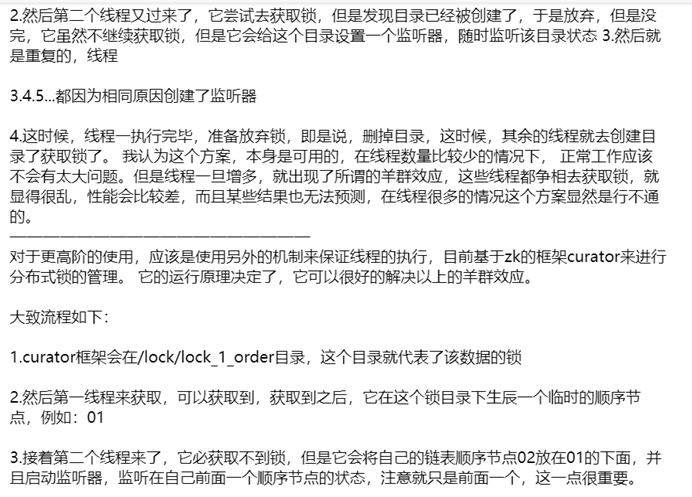 2.然后第二个线程又过来了，它尝试去获取锁，但是发现目录已经被创建了，于是放弃，但是没
完，它虽然不继续获取锁，但是它会给这个目录设置一个监听器，随时监听该目录状态 3.然后就
是重复的，线程
3.4.5...都因为相同原因创建了监听器
4.这时候，线程一执行完毕，准备放弃锁，即是说，删掉目录，这时候，其余的线程就去创建目
录了获取锁了。 我认为这个方案，本身是可用的，在线程数量比较少的情况下， 正常工作应该
不会有太大问题。但是线程一旦增多，就出现了所谓的羊群效应，这些线程都争相去获取锁，就
显得很乱，性能会比较差，而且某些结果也无法预测，在线程很多的情况这个方案显然是行不通
的。
————————————————————
对于更高阶的使用，应该是使用另外的机制来保证线程的执行，目前基于zk的框架curator来进行
分布式锁的管理。 它的运行原理决定了，它可以很好的解决以上的羊群效应。
大致流程如下：
1.curator框架会在/lock/lock_1_order目录，这个目录就代表了该数据的锁
2.然后第一线程来获取，可以获取到，获取到之后，它在这个锁目录下生辰一个临时的顺序节
点，例如：01
3.接着第二个线程来了，它必获取不到锁，但是它会将自己的链表顺序节点02放在01的下面，并
且启动监听器，监听在自己前面一个顺序节点的状态，注意就只是前面一个，这一点很重要。